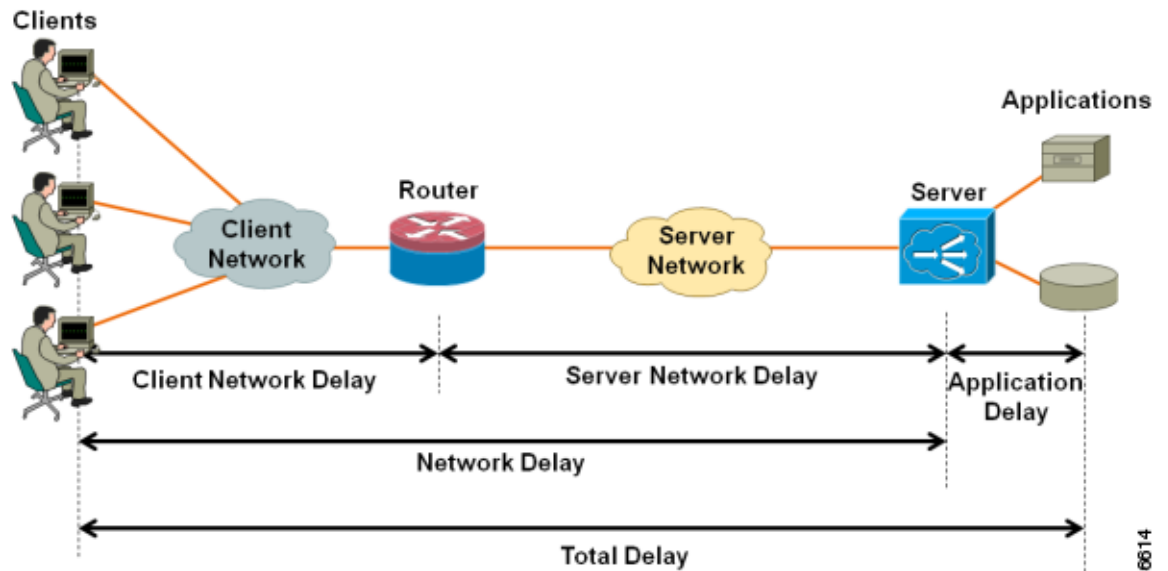 Clients
Applications
Router
Server
Client
Network
Server
Network
Client Network Delay
Server Network Delay
Application
Delay
Network Delay
Total Delay
6614